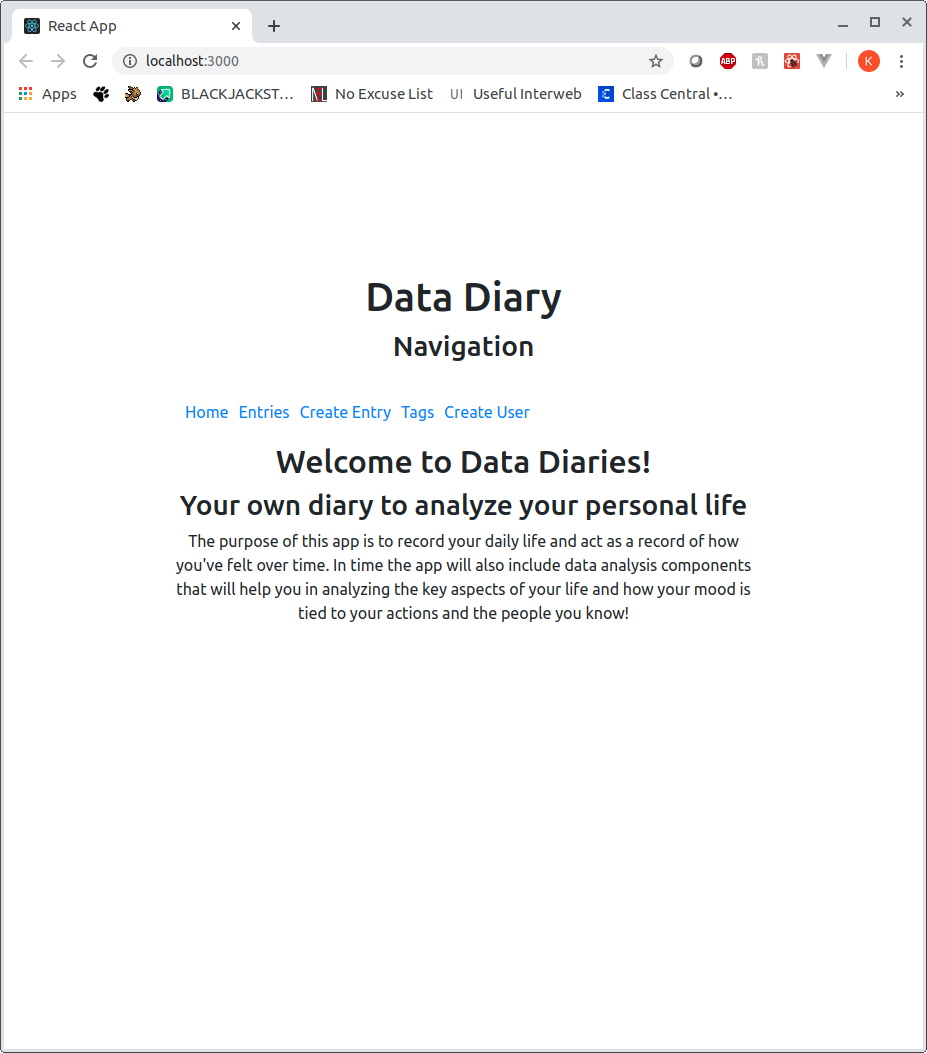 React App
localhost:3000
ABP
K
Apps BLACKJACKST… No Excuse List UI Useful Interweb Class Central •… »
Data Diary
Navigation
Home Entries Create Entry Tags Create User
Welcome to Data Diaries!
Your own diary to analyze your personal life
The purpose of this app is to record your daily life and act as a record of how
you've felt over time. In time the app will also include data analysis components
that will help you in analyzing the key aspects of your life and how your mood is
tied to your actions and the people you know!